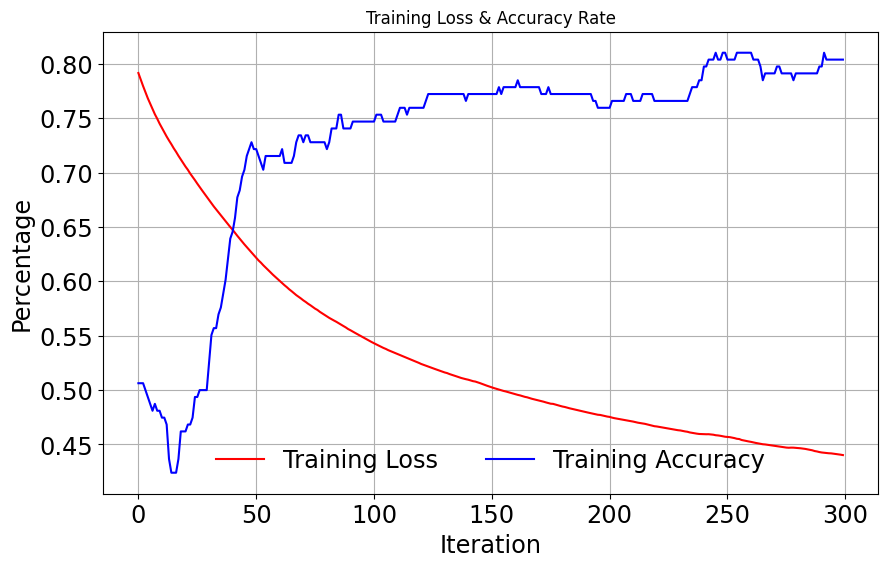 Training Loss & Accuracy Rate
Percentage
0.80
0.75
0.70
0.65
0.60
0.55
0.50
0.45
Training Loss Training Accuracy
0 50 100 150 200 250 300
Iteration